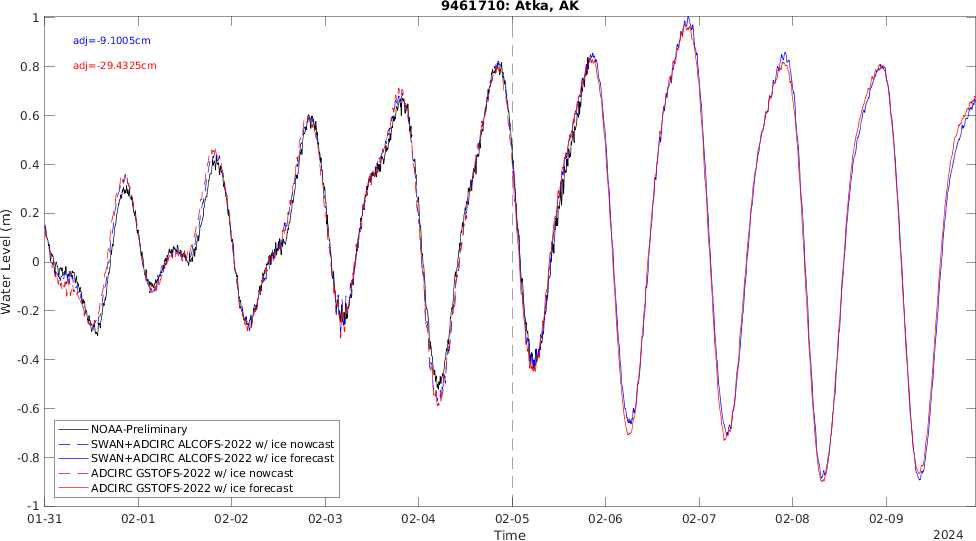 9461710: Atka, AK
adj=-9.1005cm
adj=-29.4325cm
Water Level (m)
1
0.8
0.6
0.4
0.2
0
-0.2
-0.4
-0.6
-0.8
-1
NOAA-Preliminary
SWAN+ADCIRC ALCOFS-2022 w/ ice nowcast
SWAN+ADCIRC ALCOFS-2022 w/ ice forecast
ADCIRC GSTOFS-2022 w/ ice nowcast
ADCIRC GSTOFS-2022 w/ ice forecast
01-31 02-01 02-02 02-03 02-04 02-05 02-06 02-07 02-08 02-09
Time
2024